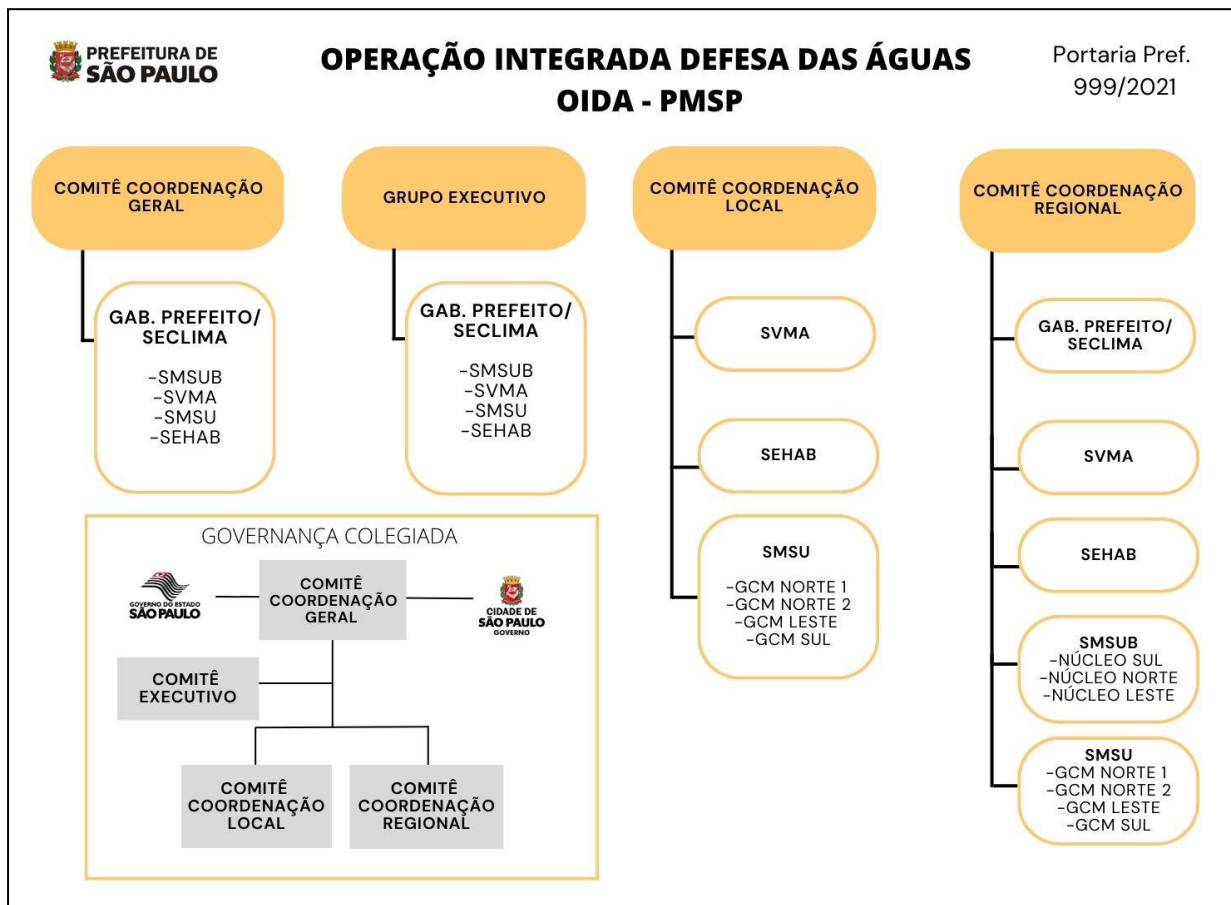 PREFEITURA DE
SÃO PAULO
OPERAÇÃO INTEGRADA DEFESA DAS ÁGUAS
OIDA - PMSP
Portaria Pref.
999/2021
COMITÊ COORDENAÇÃO
GERAL
GAB. PREFEITO/
SECLIMA
-SMSUB
-SVMA
-SMSU
-SEHAB
GRUPO EXECUTIVO
GAB. PREFEITO/
SECLIMA
-SMSUB
-SVMA
-SMSU
-SEHAB
COMITÊ COORDENAÇÃO
LOCAL
SVMA
SEHAB
SMSU
-GCM NORTE 1
-GCM NORTE 2
-GCM LESTE
-GCM SUL
COMITÊ COORDENAÇÃO
REGIONAL
GAB. PREFEITO/
SECLIMA
SVMA
SEHAB
SMSUB
-NÚCLEO SUL
-NÚCLEO NORTE
-NÚCLEO LESTE
SMSU
-GCM NORTE 1
-GCM NORTE 2
-GCM LESTE
-GCM SUL
GOVERNANÇA COLEGIADA
GOVERNO DO ESTADO
SÃO PAULO
COMITÊ
COORDENAÇÃO
GERAL
CIDADE DE
SÃO PAULO
GOVERNO
COMITÊ
EXECUTIVO
COMITÊ
COORDENAÇÃO
LOCAL
COMITÊ
COORDENAÇÃO
REGIONAL